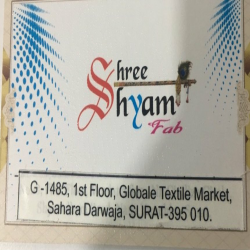 Shree
Shyam
Fab
G -1485, 1st Floor, Globale Textile Market,
Sahara Darwaja, SURAT-395 010.